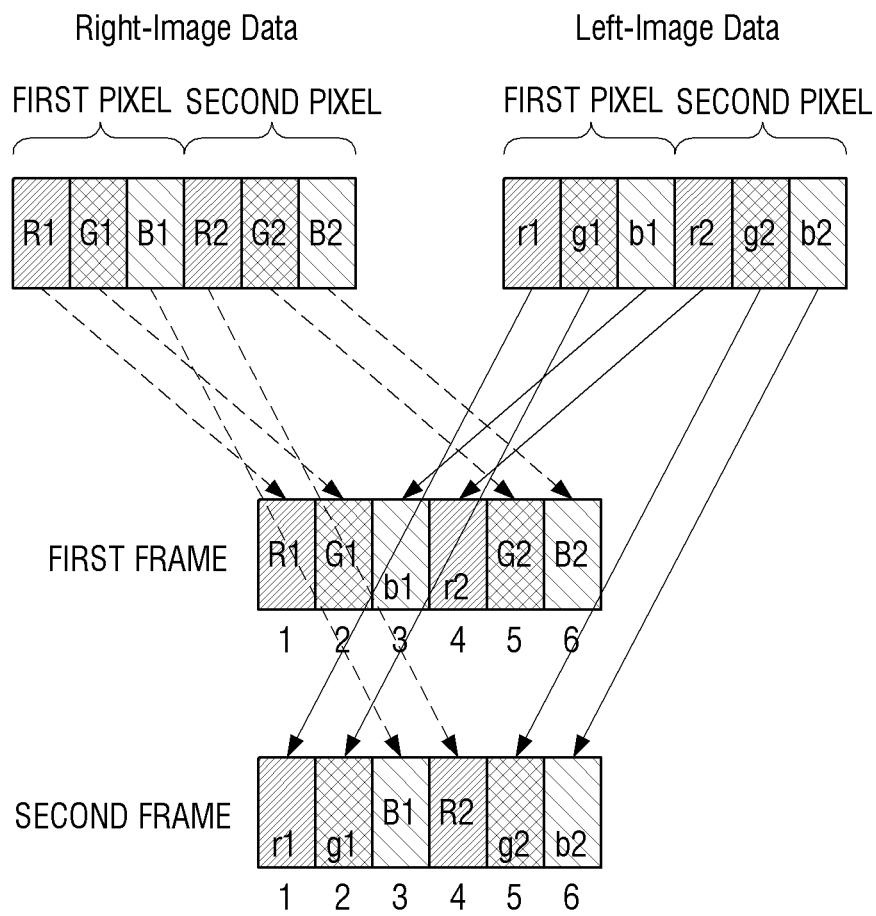 Right-Image Data Left-Image Data
FIRST PIXEL SECOND PIXEL FIRST PIXEL SECOND PIXEL
R1 G1 B1 R2 G2 B2 r1 g1 b1 r2 g2 b2
FIRST FRAME R1 G1 b1 r2 G2 B2
1 2 3 4 5 6
SECOND FRAME r1 g1 B1 R2 g2 b2
1 2 3 4 5 6